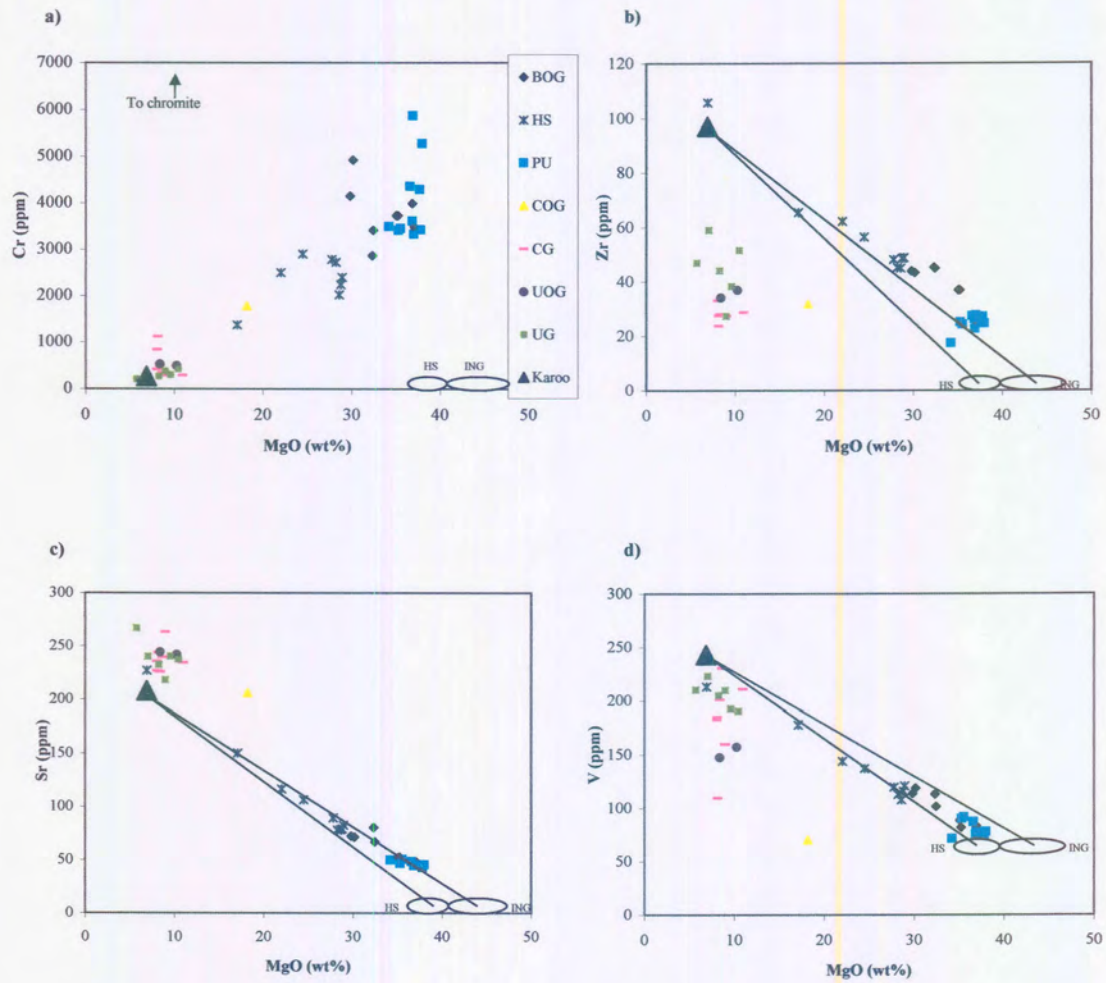 a)
7000
6000
5000
4000
3000
2000
1000
0
Cr (ppm)
To chromite
HS ING
0 10 20 30 40 50
MgO (wt%)
BOG
HS
PU
COG
CG
UOG
UG
Karoo
b)
120
100
80
60
40
20
0
Zr (ppm)
HS ING
0 10 20 30 40 50
MgO (wt%)
c)
300
250
200
150
100
50
0
Sr (ppm)
HS ING
0 10 20 30 40 50
MgO (wt%)
d)
300
250
200
150
100
50
0
V (ppm)
HS ING
0 10 20 30 40 50
MgO (wt%)